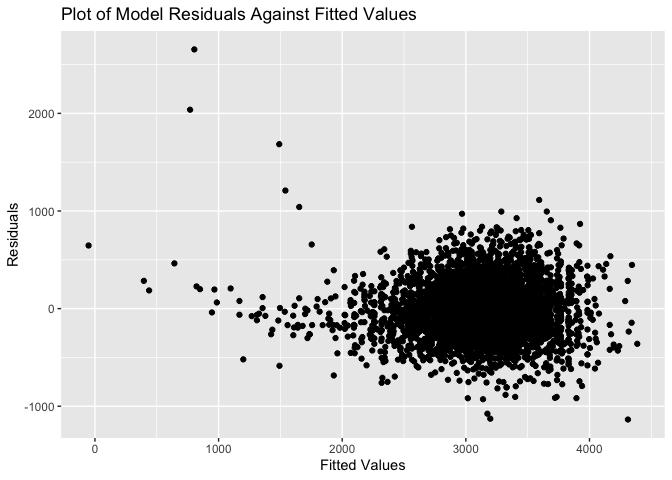 Plot of Model Residuals Against Fitted Values
2000
1000
0
-1000
Residuals
0 1000 2000 3000 4000
Fitted Values